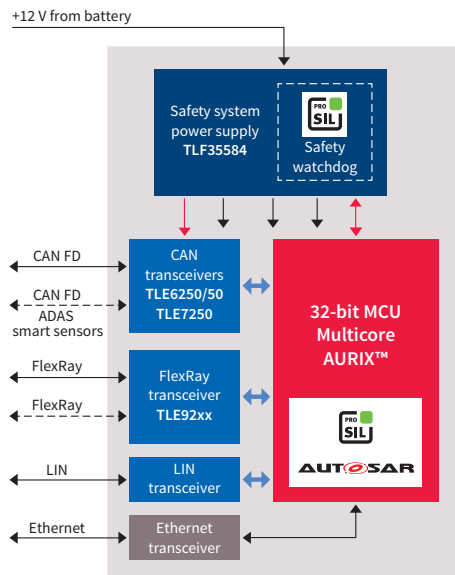 +12 V from battery
Safety system
power supply
TLF35584
PRO
SIL
Safety
watchdog
CAN FD
CAN FD
ADAS
smart sensors
CAN
transceivers
TLE6250/50
TLE7250
32-bit MCU
Multicore
AURIX™
FlexRay
FlexRay
FlexRay
transceiver
TLE92xx
PRO
SIL
AUTOSAR
LIN
LIN
transceiver
Ethernet
Ethernet
transceiver